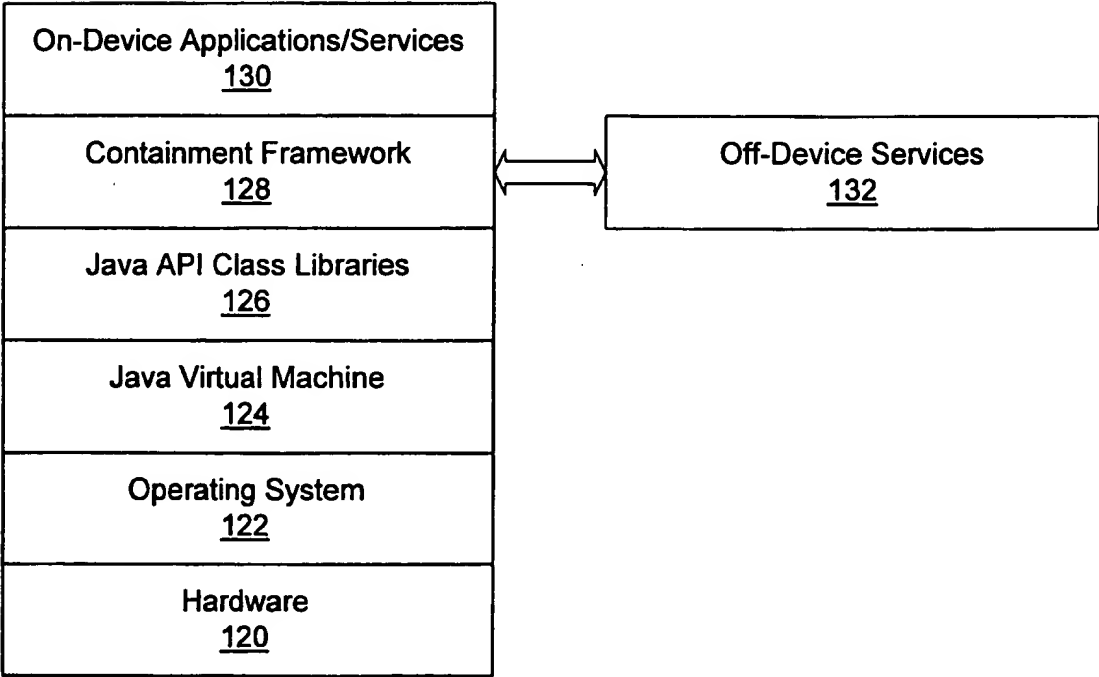 On-Device Applications/Services
130
Containment Framework
128
Off-Device Services
132
Java API Class Libraries
126
Java Virtual Machine
124
Operating System
122
Hardware
120